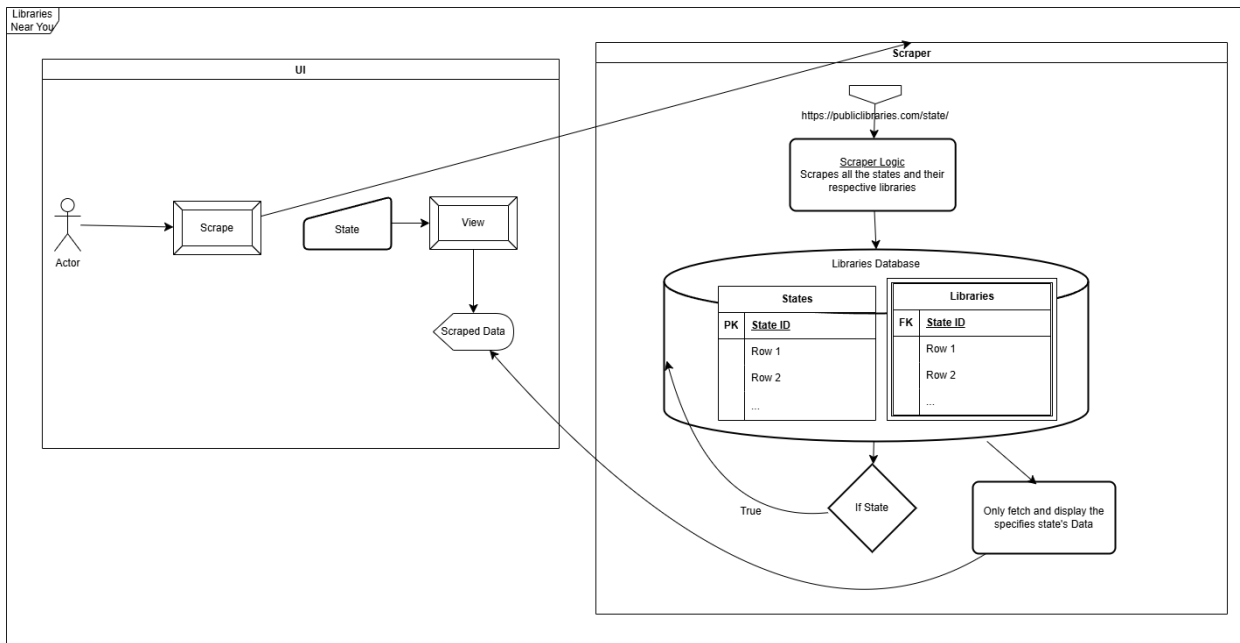 Libraries
Near You
UI
Actor
Scrape
State
View
Scraped Data
Scraper
https://publiclibraries.com/state/
Scraper Logic
Scrapes all the states and their
respective libraries
Libraries Database
States
PK State ID
Row 1
Row 2
...
Libraries
FK State ID
Row 1
Row 2
...
True
If State
Only fetch and display the
specifies state's Data